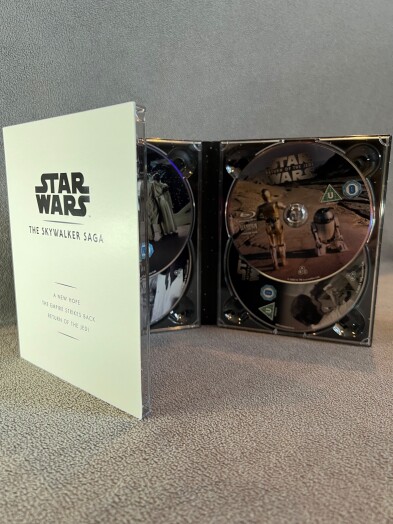 STAR
WARS
THE SKYWALKER SAGA
A NEW HOPE
THE EMPIRE STRIKES BACK
RETURN OF THE JEDI
STAR
WARS
U
U